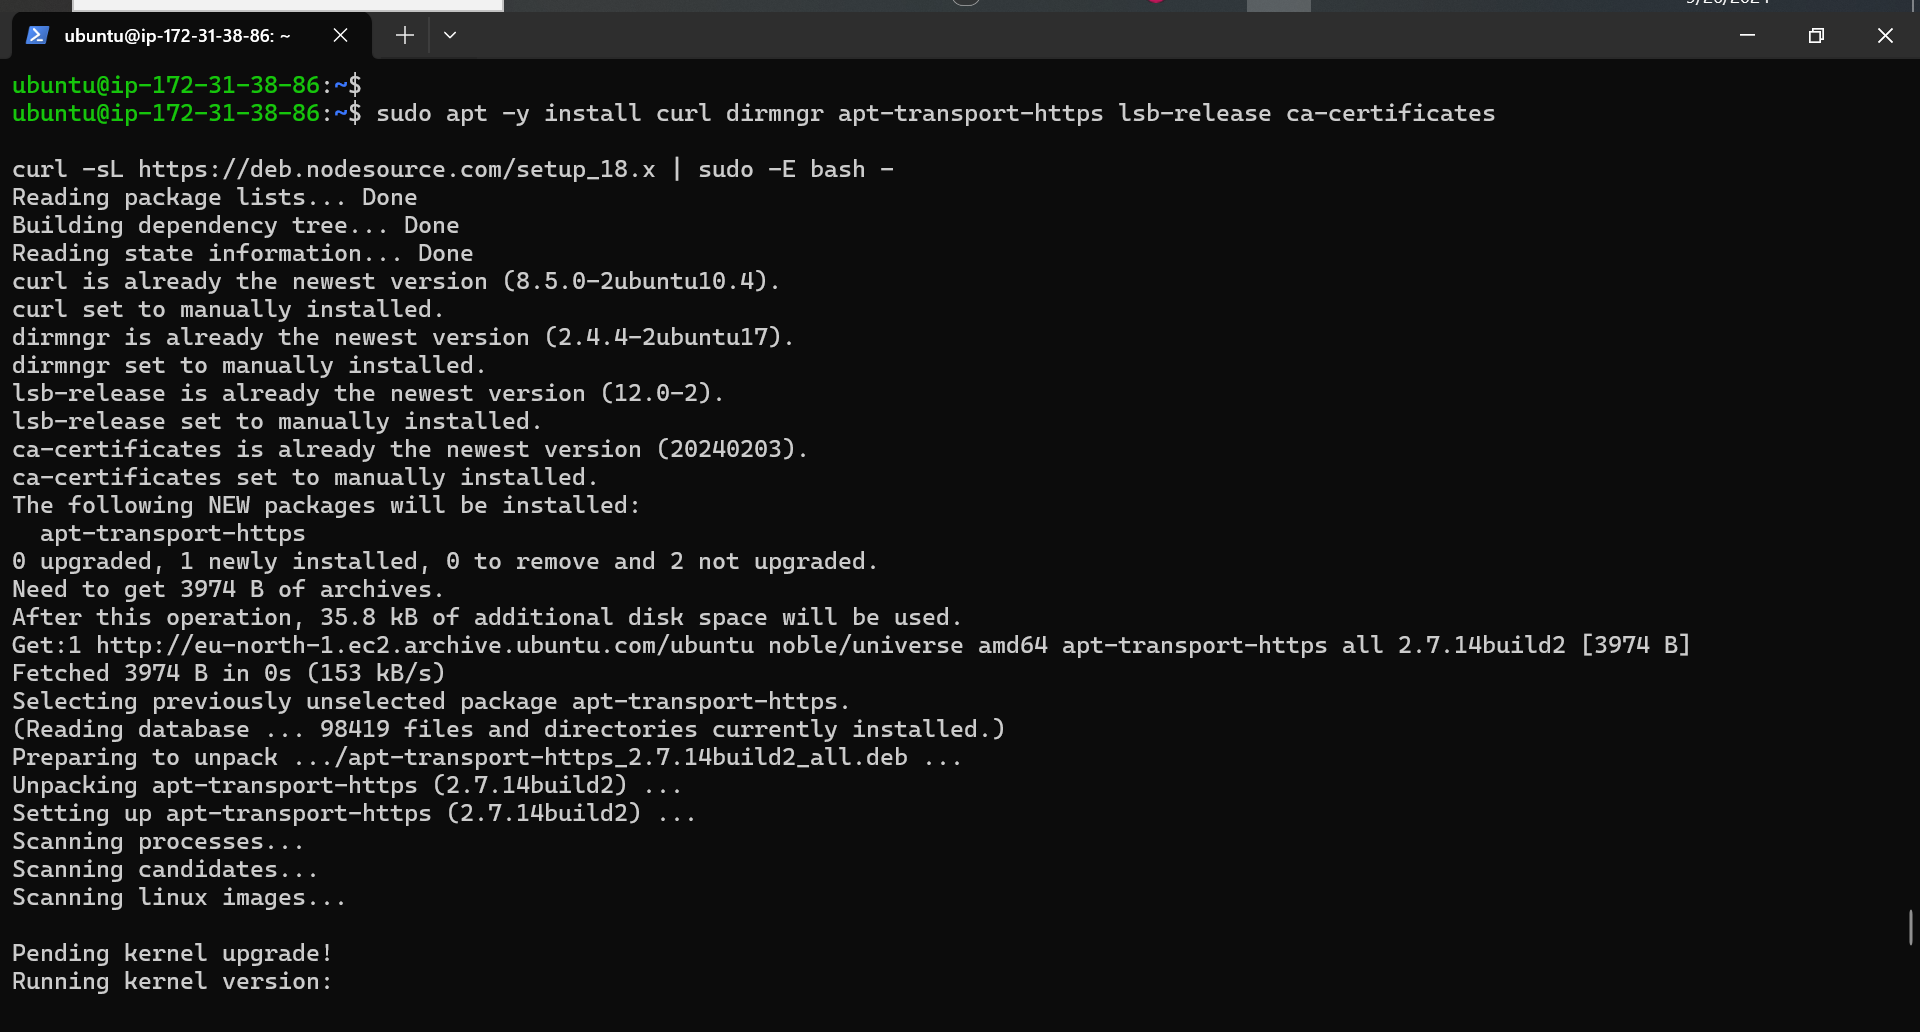 ubuntu@ip-172-31-38-86: ~
ubuntu@ip-172-31-38-86:~$
ubuntu@ip-172-31-38-86:~$ sudo apt -y install curl dirmngr apt-transport-https lsb-release ca-certificates
curl -sL https://deb.nodesource.com/setup_18.x | sudo -E bash -
Reading package lists... Done
Building dependency tree... Done
Reading state information... Done
curl is already the newest version (8.5.0-2ubuntu10.4).
curl set to manually installed.
dirmngr is already the newest version (2.4.4-2ubuntu17).
dirmngr set to manually installed.
lsb-release is already the newest version (12.0-2).
lsb-release set to manually installed.
ca-certificates is already the newest version (20240203).
ca-certificates set to manually installed.
The following NEW packages will be installed:
  apt-transport-https
0 upgraded, 1 newly installed, 0 to remove and 2 not upgraded.
Need to get 3974 B of archives.
After this operation, 35.8 kB of additional disk space will be used.
Get:1 http://eu-north-1.ec2.archive.ubuntu.com/ubuntu noble/universe amd64 apt-transport-https all 2.7.14build2 [3974 B]
Fetched 3974 B in 0s (153 kB/s)
Selecting previously unselected package apt-transport-https.
(Reading database ... 98419 files and directories currently installed.)
Preparing to unpack .../apt-transport-https_2.7.14build2_all.deb ...
Unpacking apt-transport-https (2.7.14build2) ...
Setting up apt-transport-https (2.7.14build2) ...
Scanning processes...
Scanning candidates...
Scanning linux images...
Pending kernel upgrade!
Running kernel version: